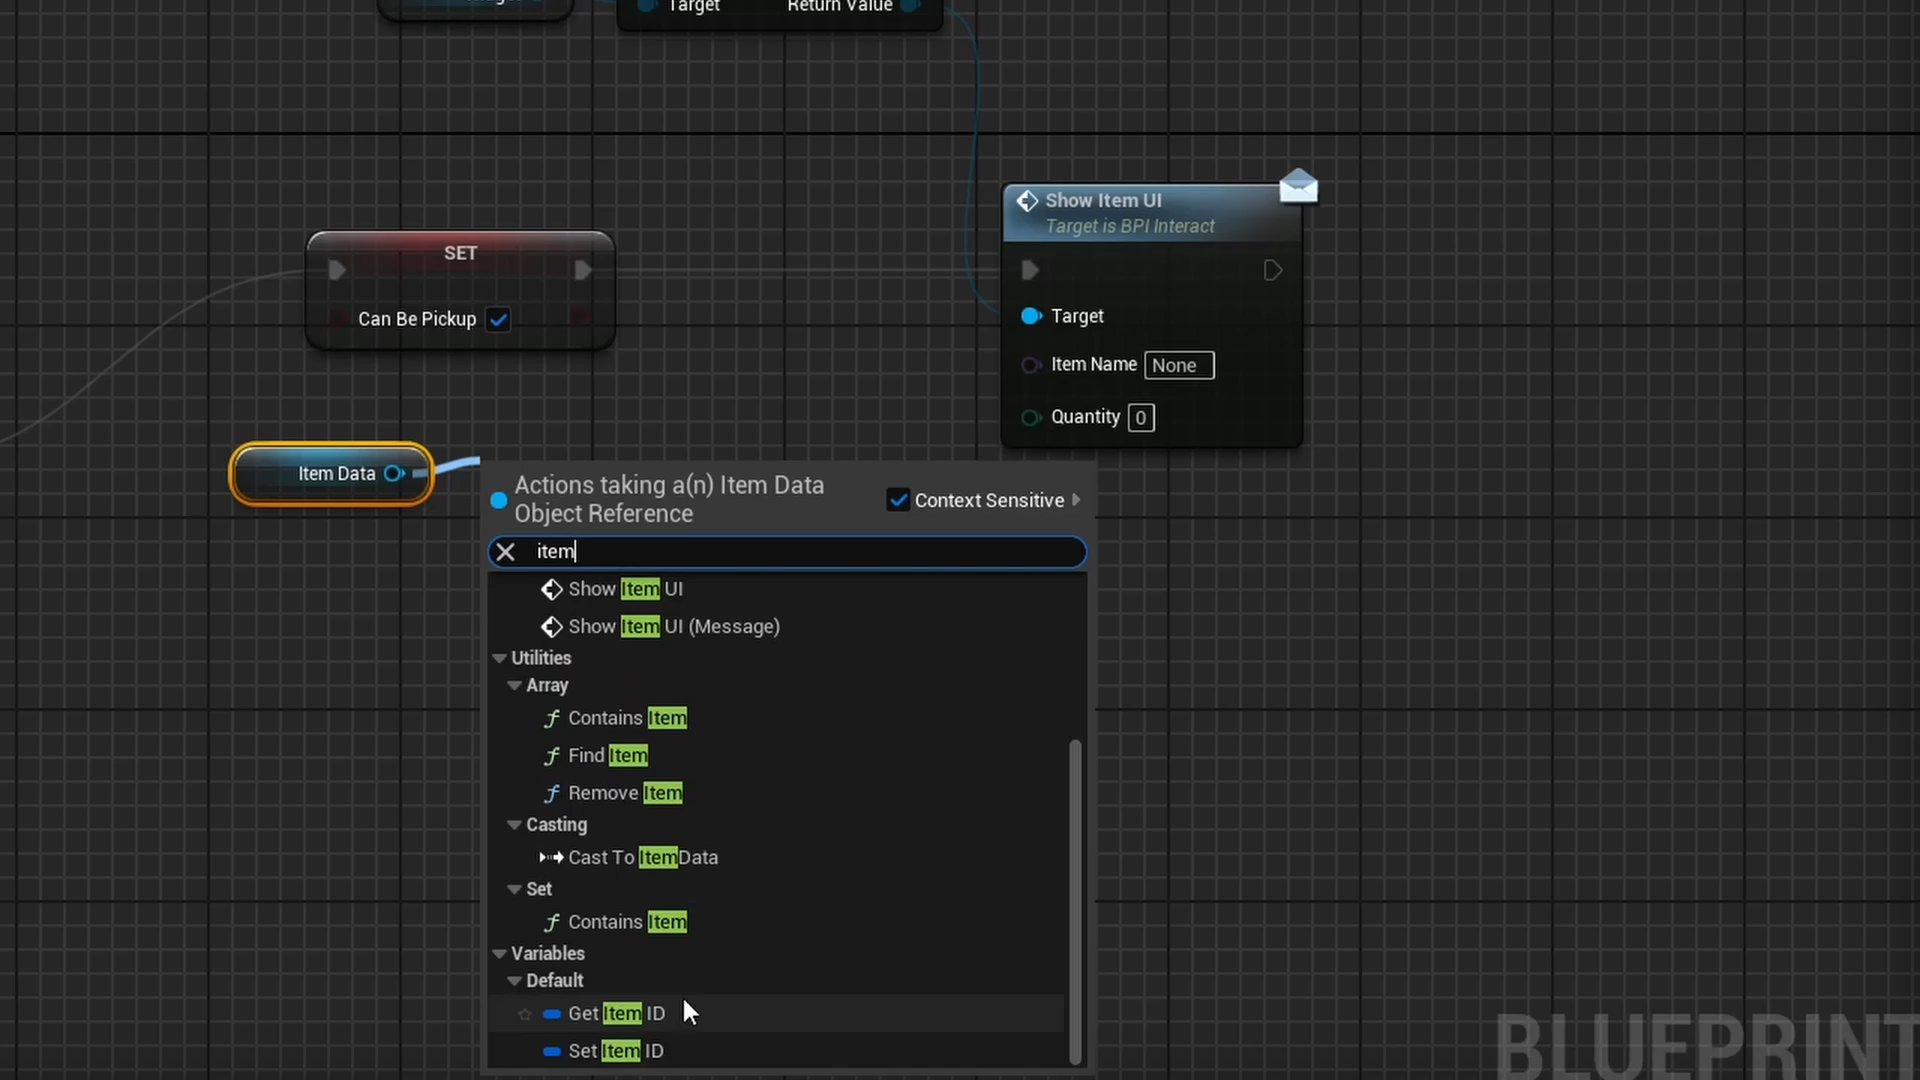 Target
Return Value
Show Item UI
Target is BPI Interact
SET
Can Be Pickup
Target
Item Name
None
Quantity
0
Item Data
Actions taking a(n) Item Data
Object Reference
Context Sensitive
item
Show Item UI
Show Item UI (Message)
Utilities
Array
Contains Item
Find Item
Remove Item
Casting
Cast To ItemData
Set
Contains Item
Variables
Default
Get Item ID
Set Item ID
BLUEPRINT